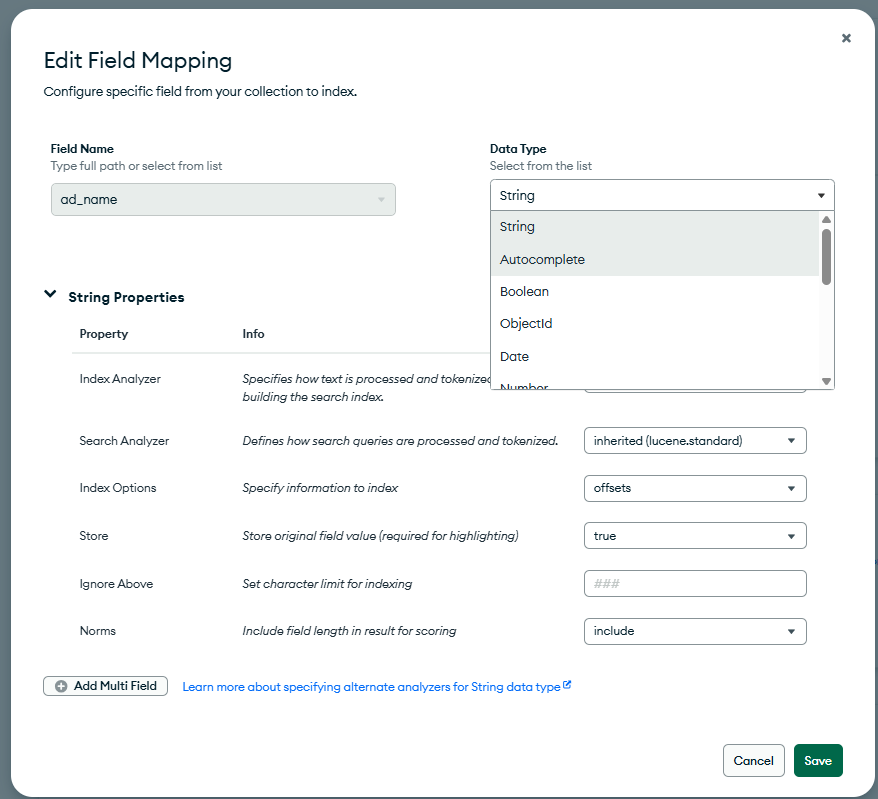 Edit Field Mapping
Configure specific field from your collection to index.
Field Name
Type full path or select from list
ad_name
Data Type
Select from the list
String
String
Autocomplete
Boolean
ObjectId
Date
Number
String Properties
Property
Info
Index Analyzer
Specifies how text is processed and tokenized
building the search index.
Search Analyzer
Defines how search queries are processed and tokenized.
inherited (lucene.standard)
Index Options
Specify information to index
offsets
Store
Store original field value (required for highlighting)
true
Ignore Above
Set character limit for indexing
###
Norms
Include field length in result for scoring
include
Add Multi Field
Learn more about specifying alternate analyzers for String data type
Cancel
Save